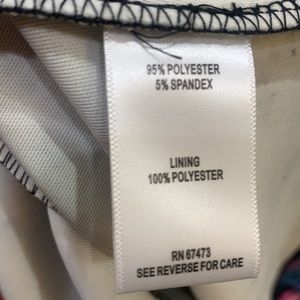 95% POLYESTER
5% SPANDEX
LINING
100% POLYESTER
RN 67473
SEE REVERSE FOR CARE